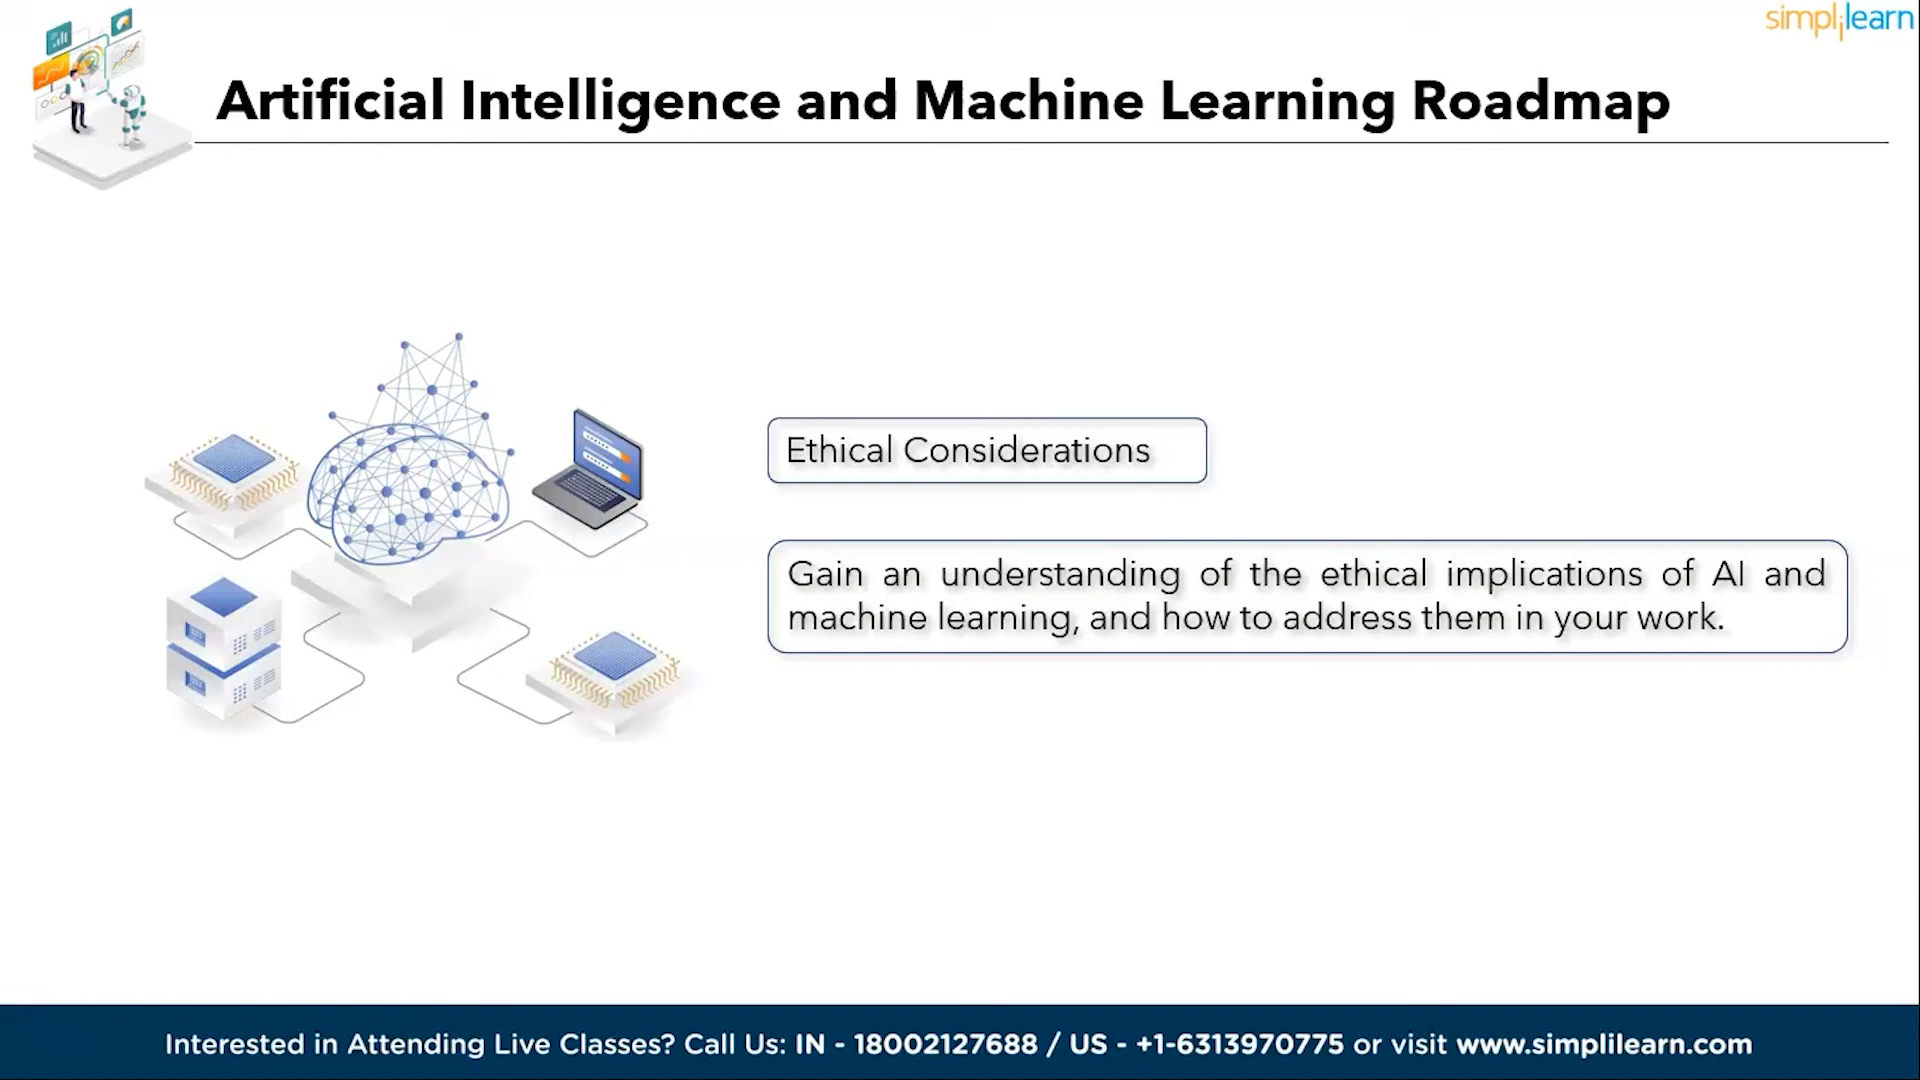 simplilearn
Artificial Intelligence and Machine Learning Roadmap
Ethical Considerations
Gain an understanding of the ethical implications of AI and
machine learning, and how to address them in your work.
Interested in Attending Live Classes? Call Us: IN - 18002127688 / US - +1-6313970775 or visit www.simplilearn.com